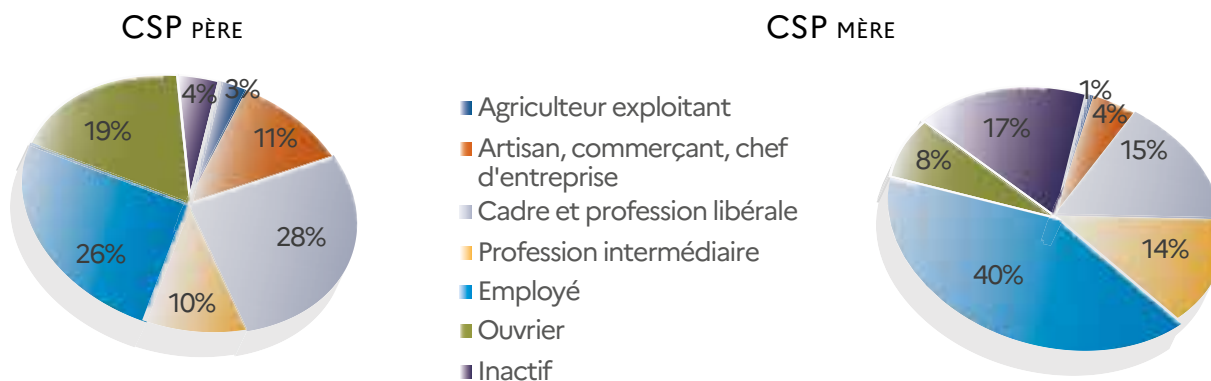 CSP PÈRE
4%
3%
11%
28%
10%
26%
19%
Agriculteur exploitant
Artisan, commerçant, chef
d'entreprise
Cadre et profession libérale
Profession intermédiaire
Employé
Ouvrier
Inactif
CSP MÈRE
1%
4%
15%
14%
40%
8%
17%